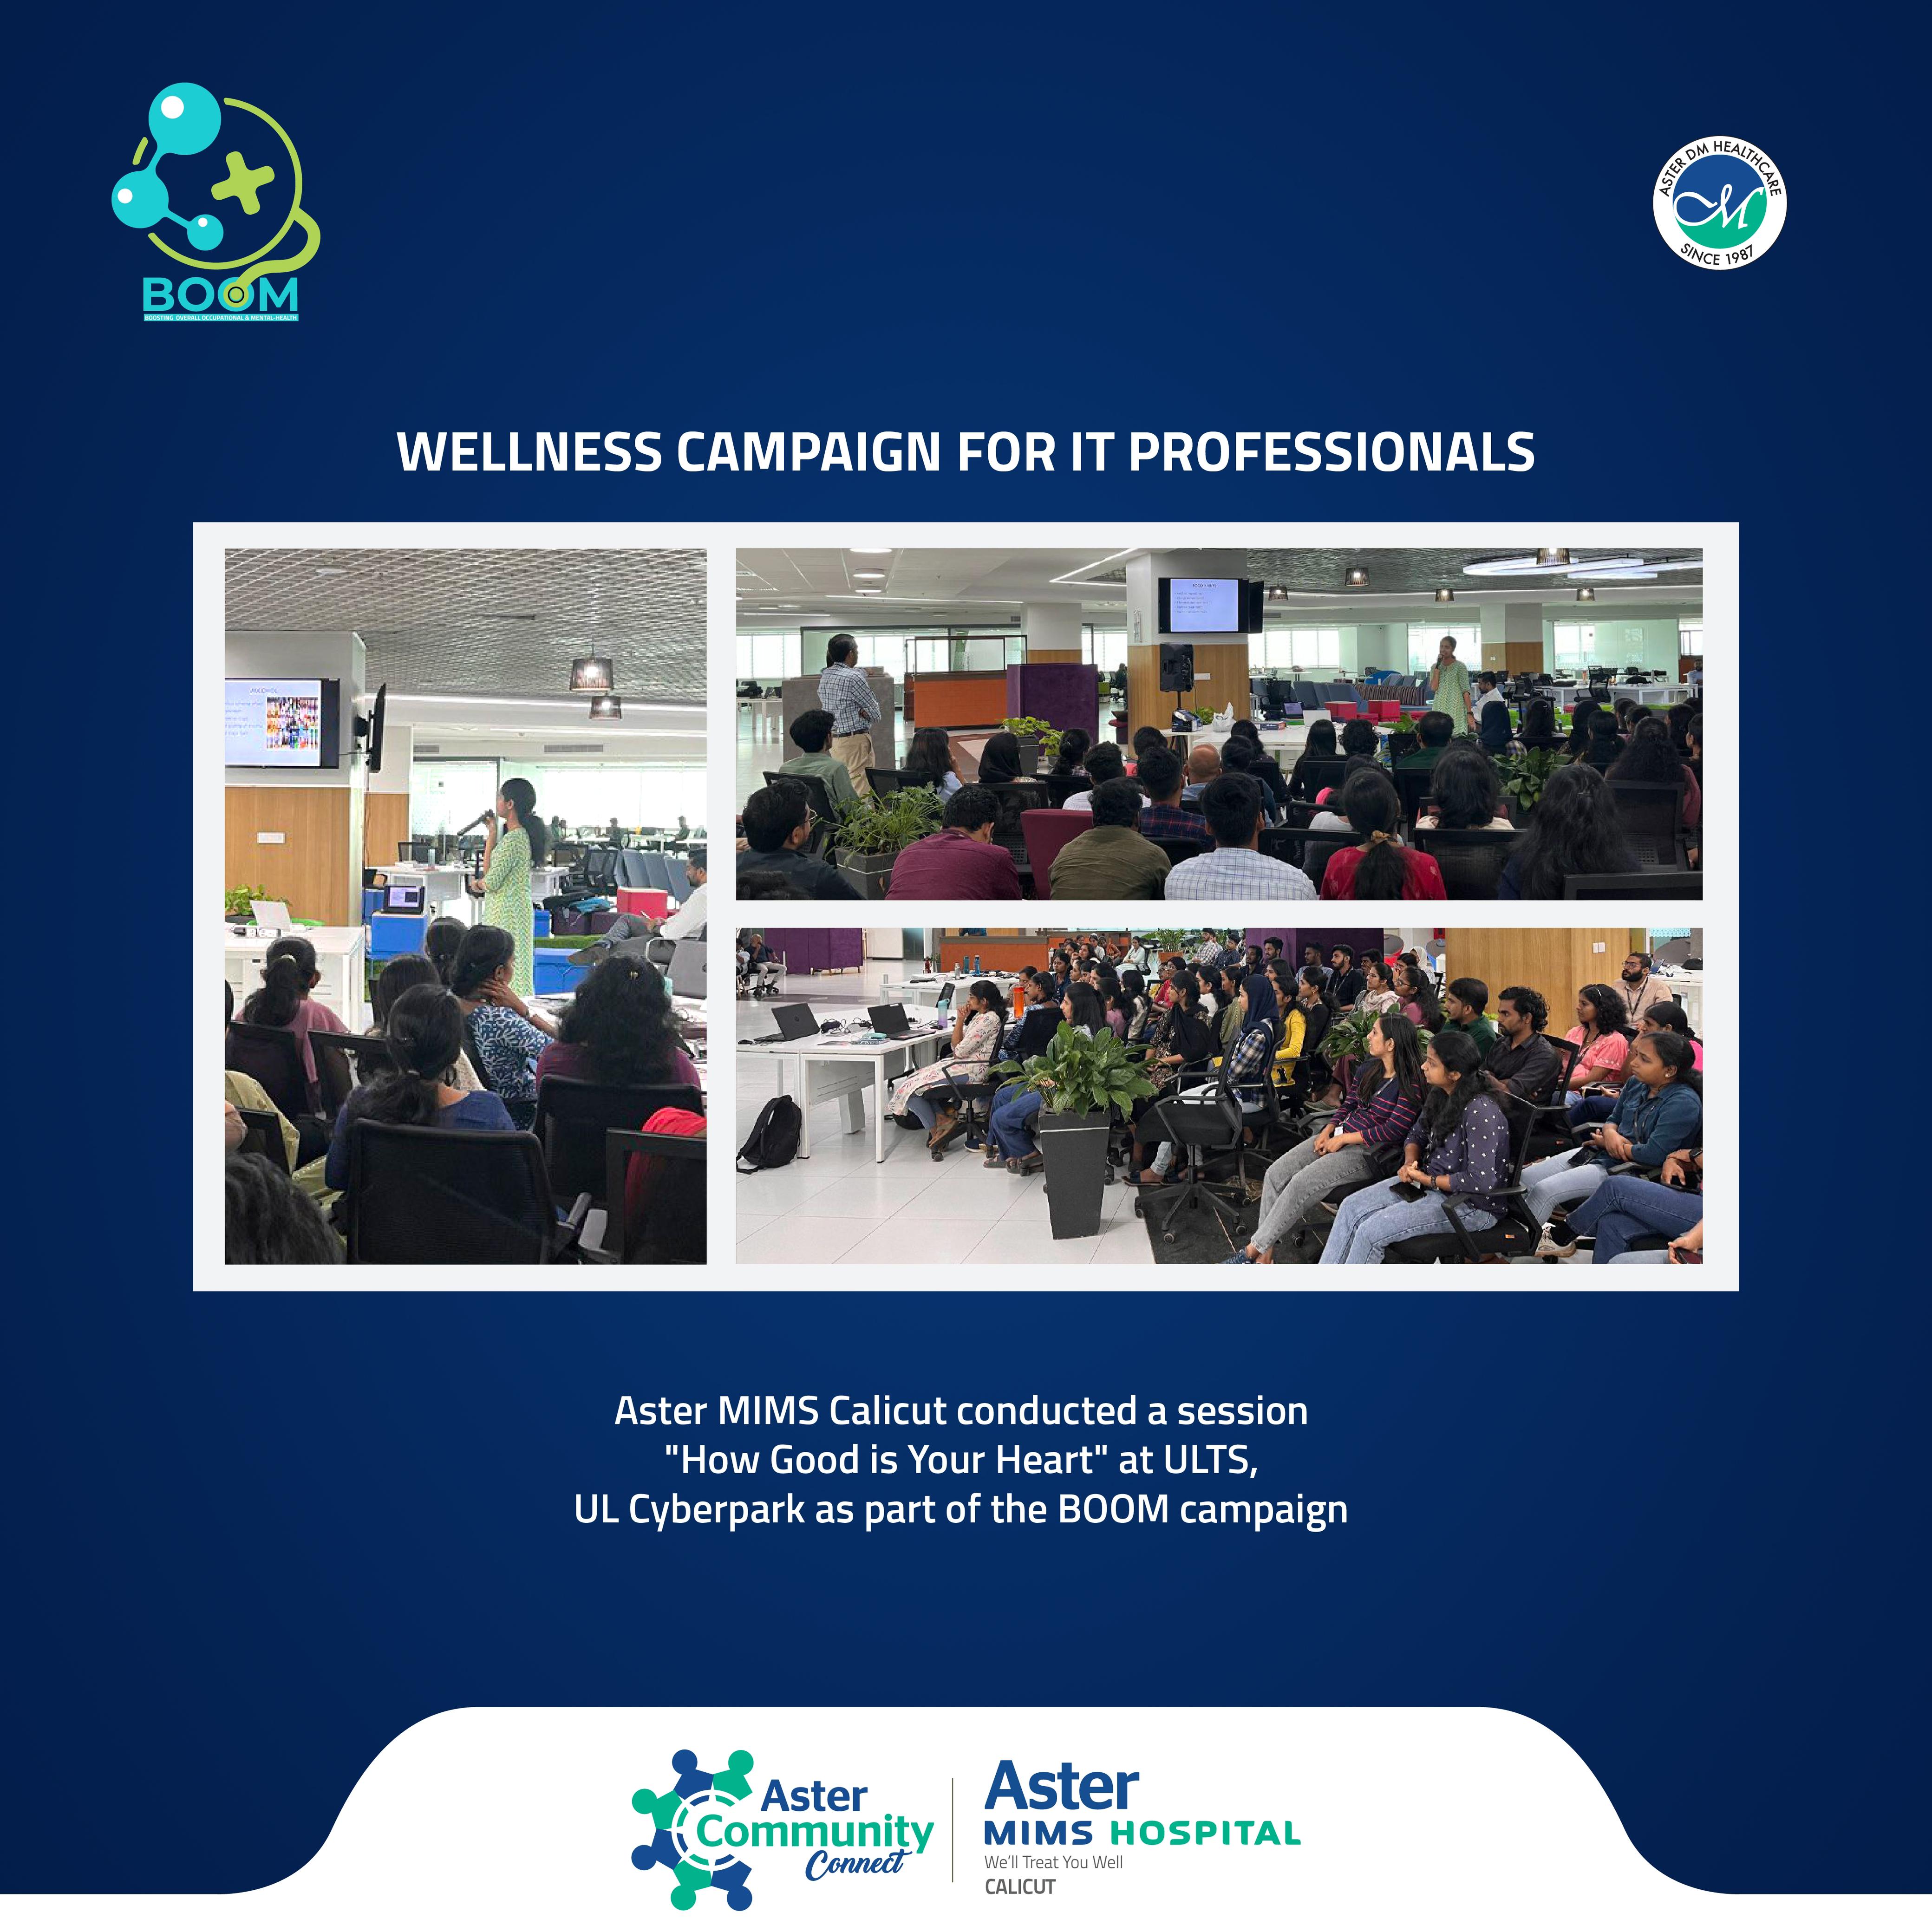 BOOM
BOOSTING OVERALL OCCUPATIONAL & MENTAL-HEALTH
ASTER DM HEALTHCARE
SINCE 1987
WELLNESS CAMPAIGN FOR IT PROFESSIONALS
ALCOHOL
Aster MIMS Calicut conducted a session
"How Good is Your Heart" at ULTS,
UL Cyberpark as part of the BOOM campaign
Aster
Community
Connect
Aster
MIMS HOSPITAL
We'll Treat You Well
CALICUT